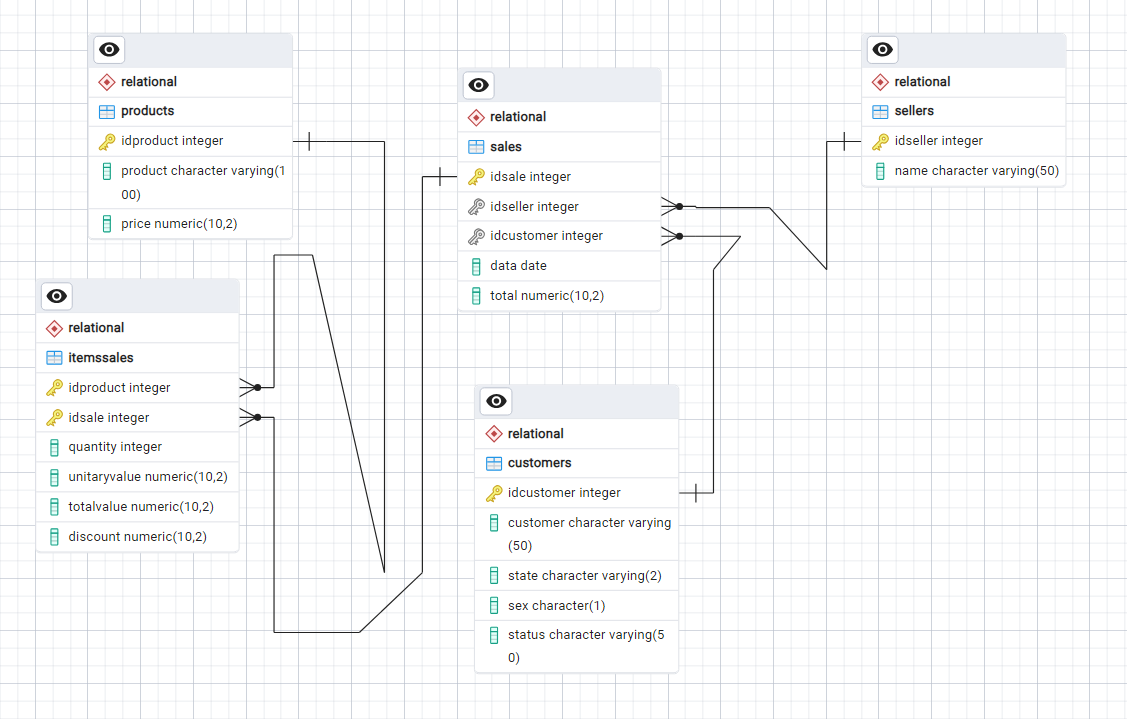 relational
products
idproduct integer
product character varying(1
00)
price numeric(10,2)
relational
itemssales
idproduct integer
idsale integer
quantity integer
unitaryvalue numeric(10,2)
totalvalue numeric(10,2)
discount numeric(10,2)
relational
sales
idsale integer
idseller integer
idcustomer integer
data date
total numeric(10,2)
relational
customers
idcustomer integer
customer character varying
(50)
state character varying(2)
sex character(1)
status character varying(5
0)
relational
sellers
idseller integer
name character varying(50)